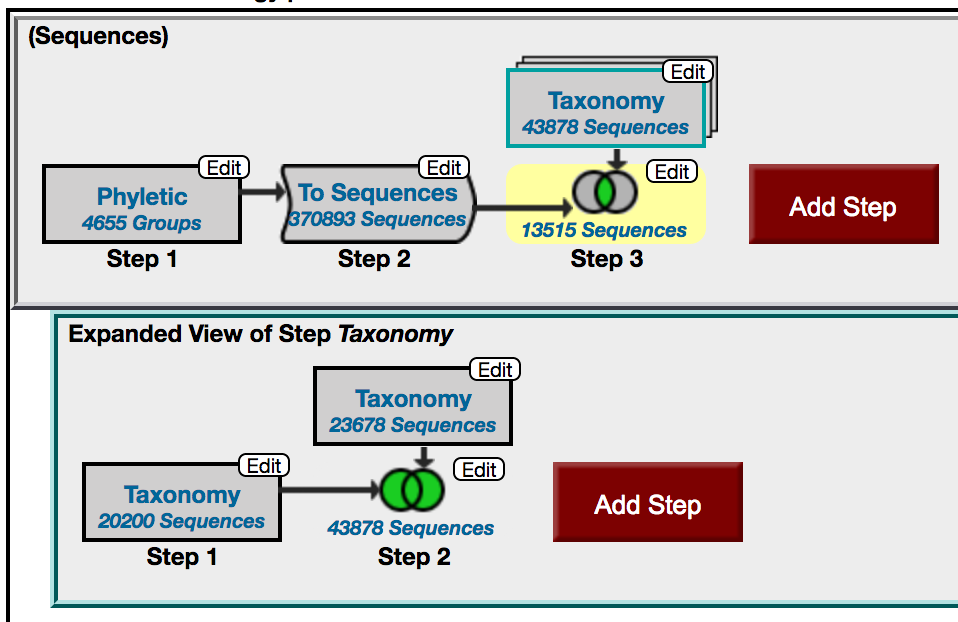 (Sequences)
Edit
Taxonomy
43878 Sequences
Edit
Phyletic
4655 Groups
Step 1
Edit
To Sequences
370893 Sequences
Step 2
Edit
13515 Sequences
Step 3
Add Step
Expanded View of Step Taxonomy
Edit
Taxonomy
23678 Sequences
Edit
Taxonomy
20200 Sequences
Step 1
Edit
43878 Sequences
Step 2
Add Step